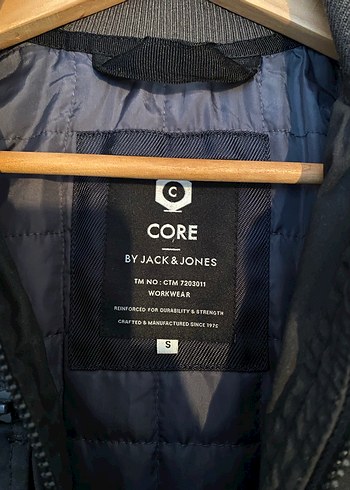 C
CORE
BY JACK & JONES
TM NO : CTM 7203011
WORKWEAR
REINFORCED FOR DURABILITY & STRENGTH
CRAFTED & MANUFACTURED SINCE 1975
S